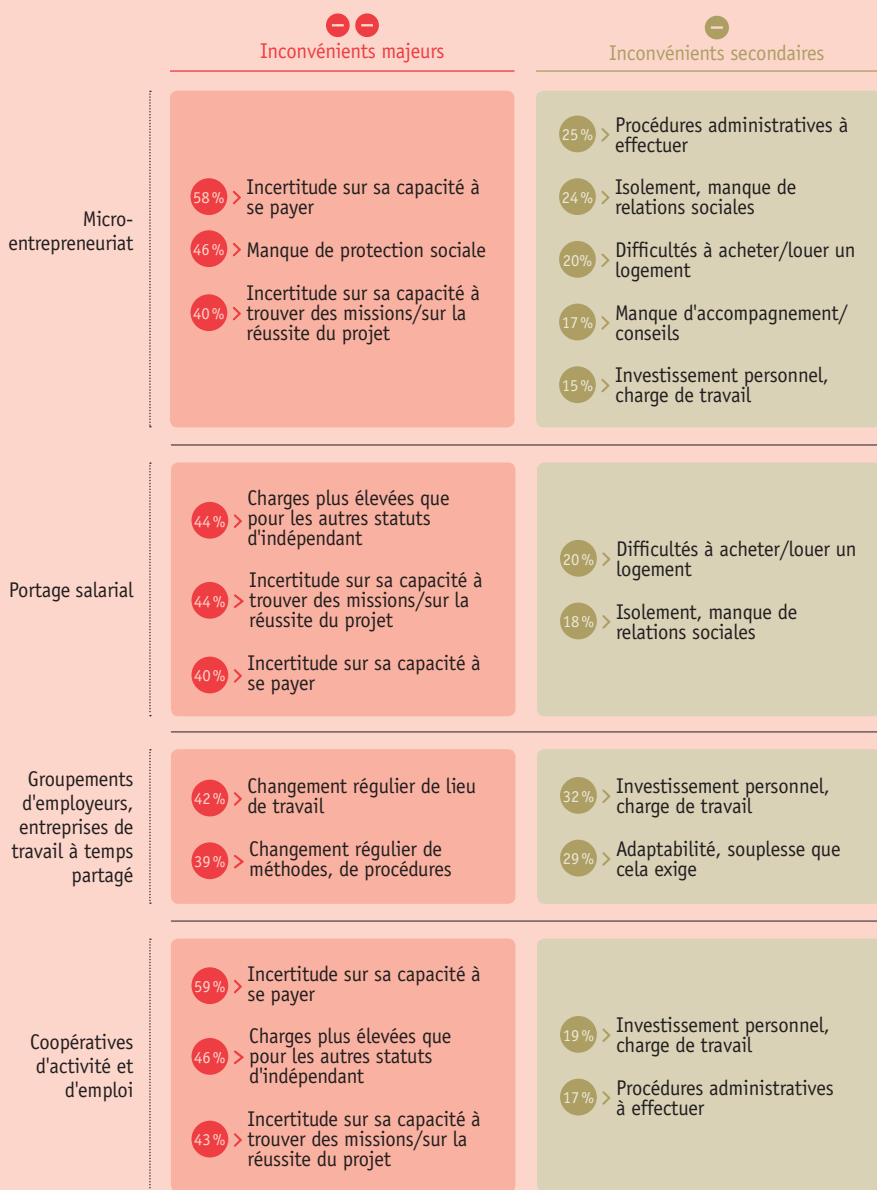 Inconvénients majeurs
Inconvénients secondaires
Micro-
entrepreneuriat
58 % > Incertitude sur sa capacité à
se payer
46 % > Manque de protection sociale
40 % > Incertitude sur sa capacité à
trouver des missions/sur la
réussite du projet
25 % > Procédures administratives à
effectuer
24 % > Isolement, manque de
relations sociales
20% > Difficultés à acheter/louer un
logement
17 % > Manque d'accompagnement/
conseils
15 % > Investissement personnel,
charge de travail
Portage salarial
44 % > Charges plus élevées que
pour les autres statuts
d'indépendant
44 % > Incertitude sur sa capacité à
trouver des missions/sur la
réussite du projet
40 % > Incertitude sur sa capacité à
se payer
20 % > Difficultés à acheter/louer un
logement
18 % > Isolement, manque de
relations sociales
Groupements
d'employeurs,
entreprises de
travail à temps
partagé
42 % > Changement régulier de lieu
de travail
39 % > Changement régulier de
méthodes, de procédures
32 % > Investissement personnel,
charge de travail
29 % > Adaptabilité, souplesse que
cela exige
Coopératives
d'activité et
d'emploi
59 % > Incertitude sur sa capacité à
se payer
46 % > Charges plus élevées que
pour les autres statuts
d'indépendant
43 % > Incertitude sur sa capacité à
trouver des missions/sur la
réussite du projet
19 % > Investissement personnel,
charge de travail
17 % > Procédures administratives
à effectuer